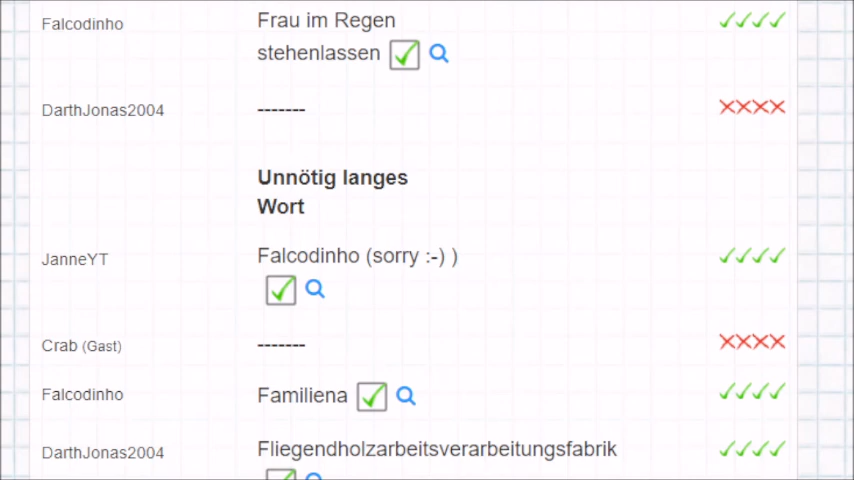 Falcodinho Frau im Regen
stehenlassen
DarthJonas2004 -------
Unnötig langes
Wort
JanneYT Falcodinho (sorry :-) )
Crab (Gast) -------
Falcodinho Familiena
DarthJonas2004 Fliegendholzarbeitsverarbeitungsfabrik